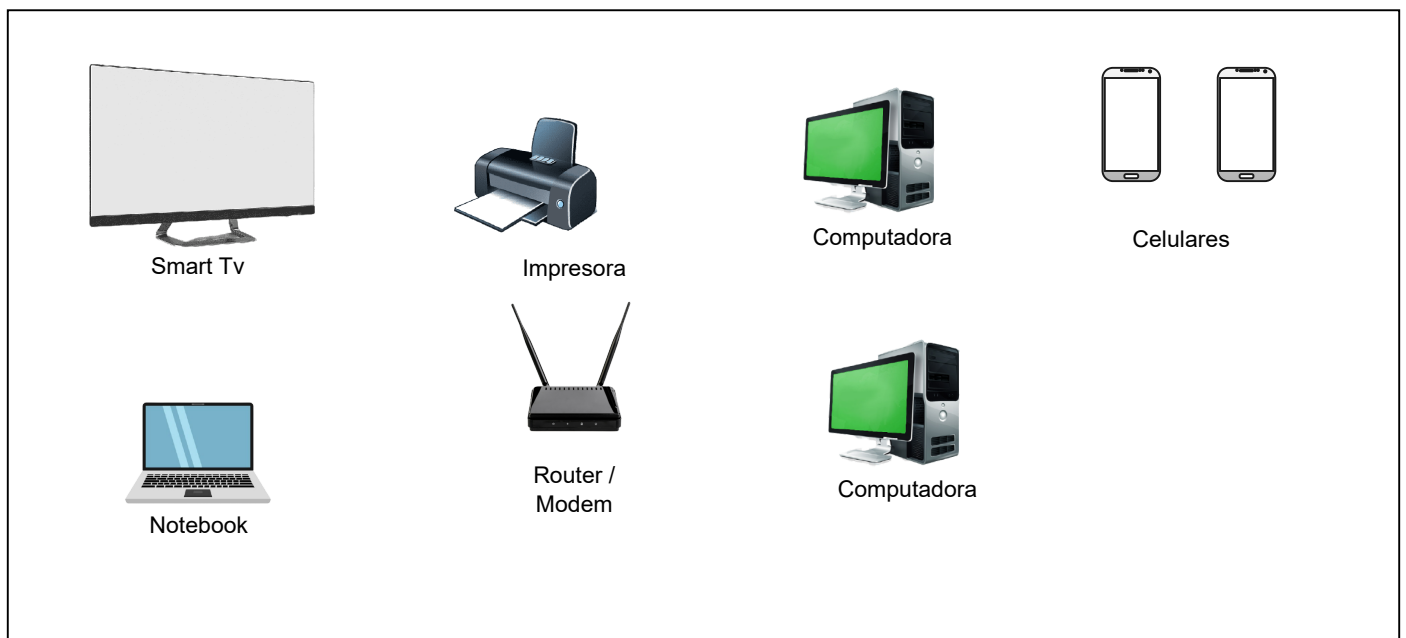 Smart Tv
Impresora
Computadora
Celulares
Notebook
Router /
Modem
Computadora